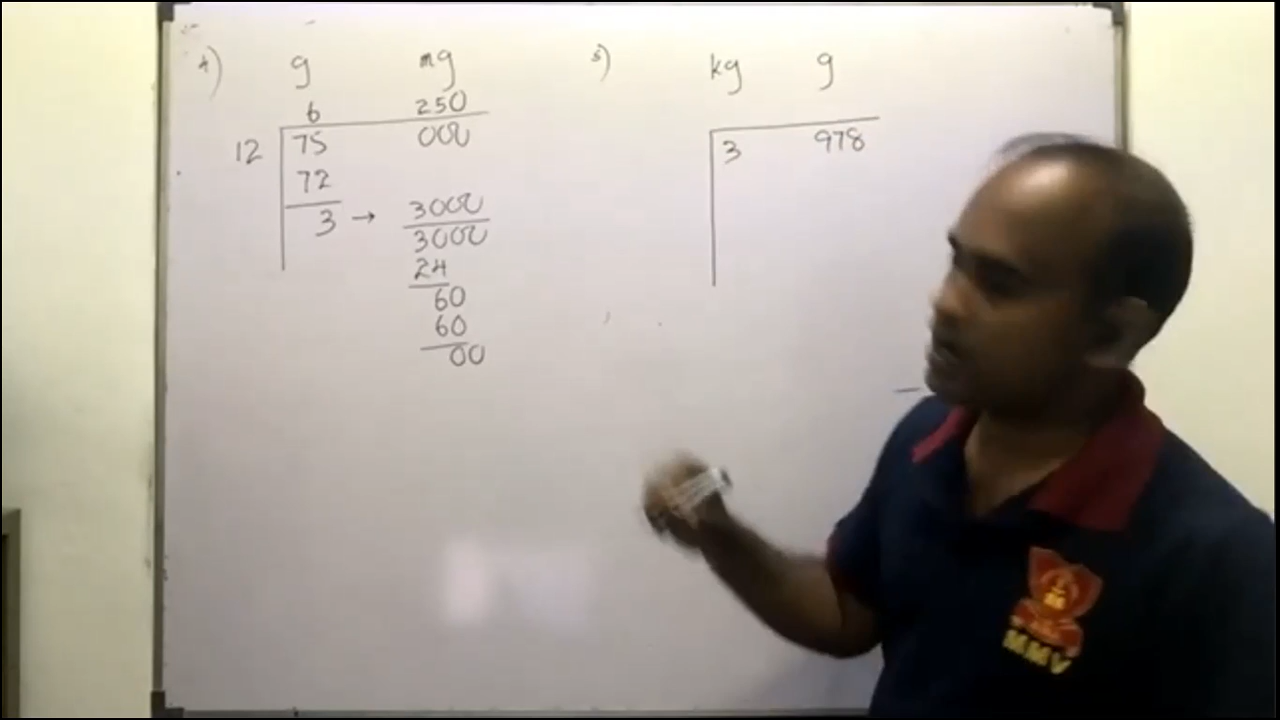 4) g mg
6 250
12 75 000
72
3 → 3000
3000
24
60
60
00
5) kg g
3 978
MMV